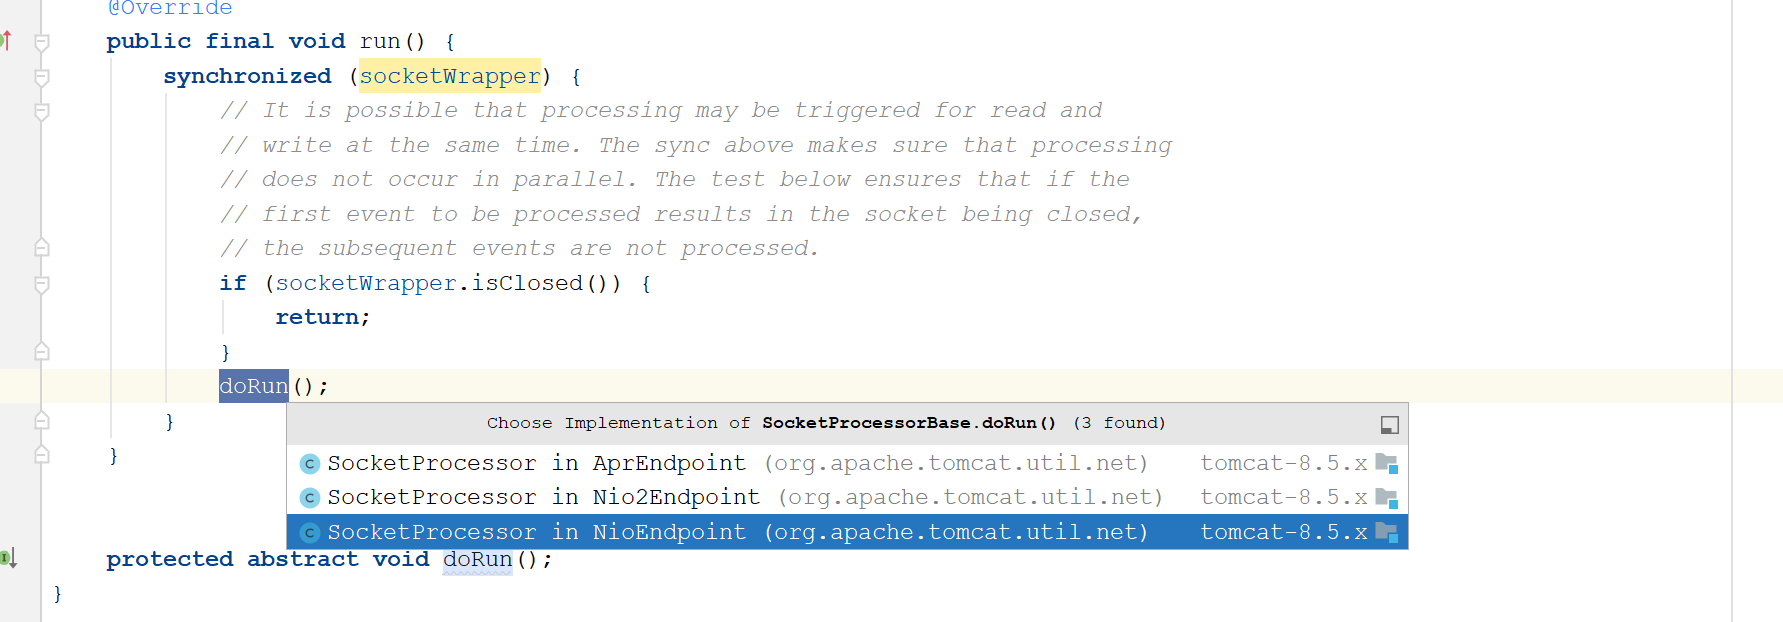 @Override
public final void run() {
synchronized (socketWrapper) {
// It is possible that processing may be triggered for read and
// write at the same time. The sync above makes sure that processing
// does not occur in parallel. The test below ensures that if the
// first event to be processed results in the socket being closed,
// the subsequent events are not processed.
if (socketWrapper.isClosed()) {
return;
}
doRun();
}
}
Choose Implementation of SocketProcessorBase.doRun() (3 found)
C SocketProcessor in AprEndpoint (org.apache.tomcat.util.net) tomcat-8.5.x
C SocketProcessor in Nio2Endpoint (org.apache.tomcat.util.net) tomcat-8.5.x
C SocketProcessor in NioEndpoint (org.apache.tomcat.util.net) tomcat-8.5.x
protected abstract void doRun();
}